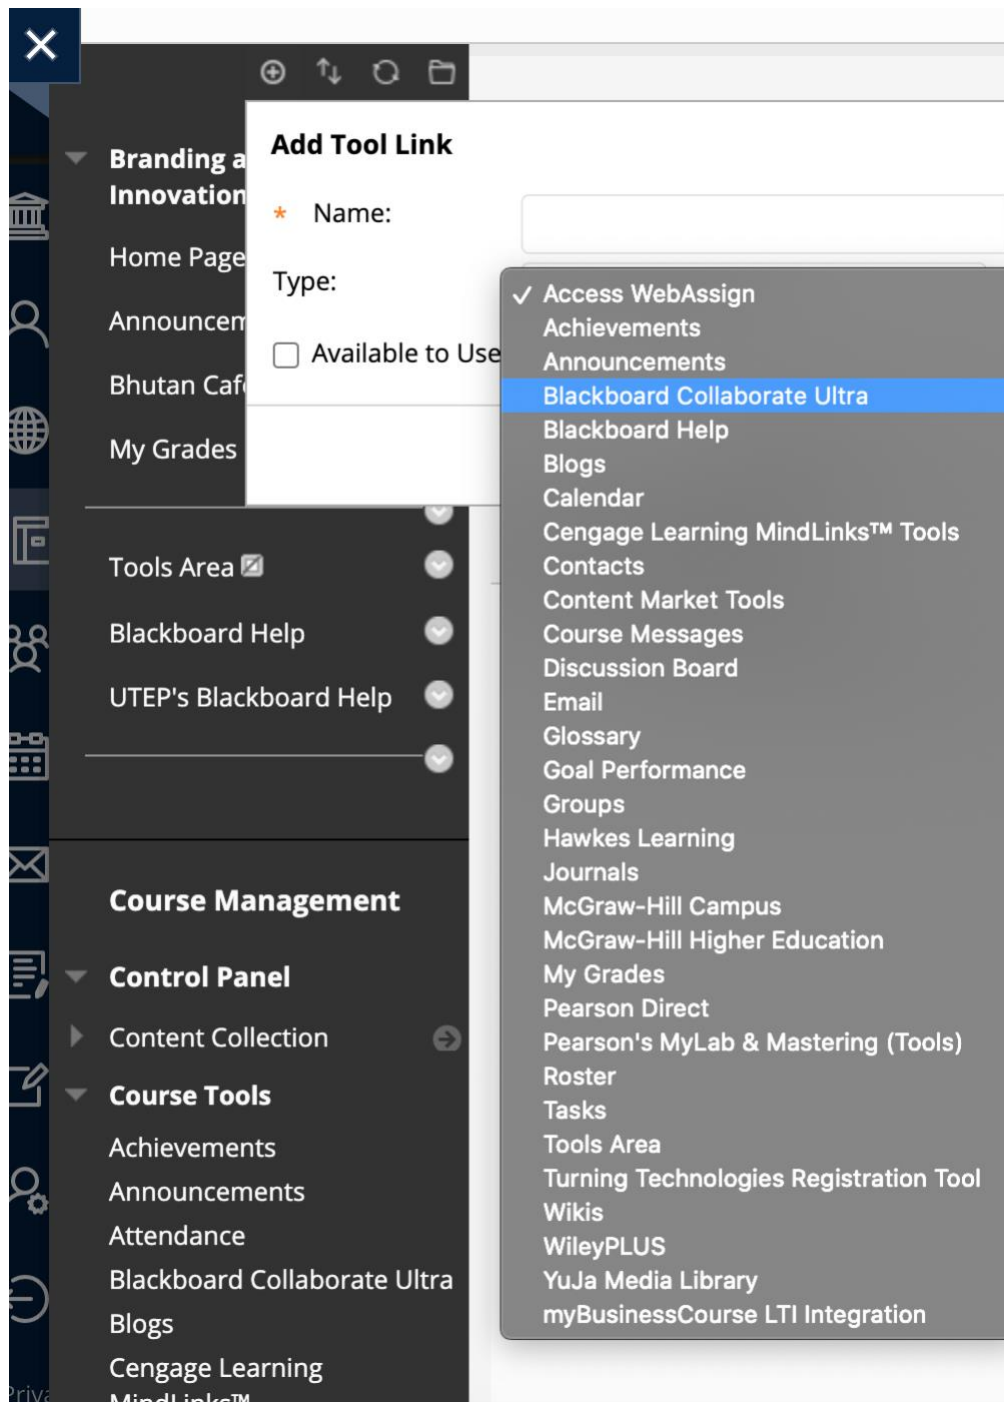 Branding a
Innovation
Home Page
Announcem
Bhutan Caf
My Grades
Tools Area
Blackboard Help
UTEP's Blackboard Help
Course Management
Control Panel
Content Collection
Course Tools
Achievements
Announcements
Attendance
Blackboard Collaborate Ultra
Blogs
Cengage Learning
MindLinks™
Priva
Add Tool Link
* Name:
Type:
Available to Use
✓ Access WebAssign
Achievements
Announcements
Blackboard Collaborate Ultra
Blackboard Help
Blogs
Calendar
Cengage Learning MindLinks™ Tools
Contacts
Content Market Tools
Course Messages
Discussion Board
Email
Glossary
Goal Performance
Groups
Hawkes Learning
Journals
McGraw-Hill Campus
McGraw-Hill Higher Education
My Grades
Pearson Direct
Pearson's MyLab & Mastering (Tools)
Roster
Tasks
Tools Area
Turning Technologies Registration Tool
Wikis
WileyPLUS
YuJa Media Library
myBusinessCourse LTI Integration